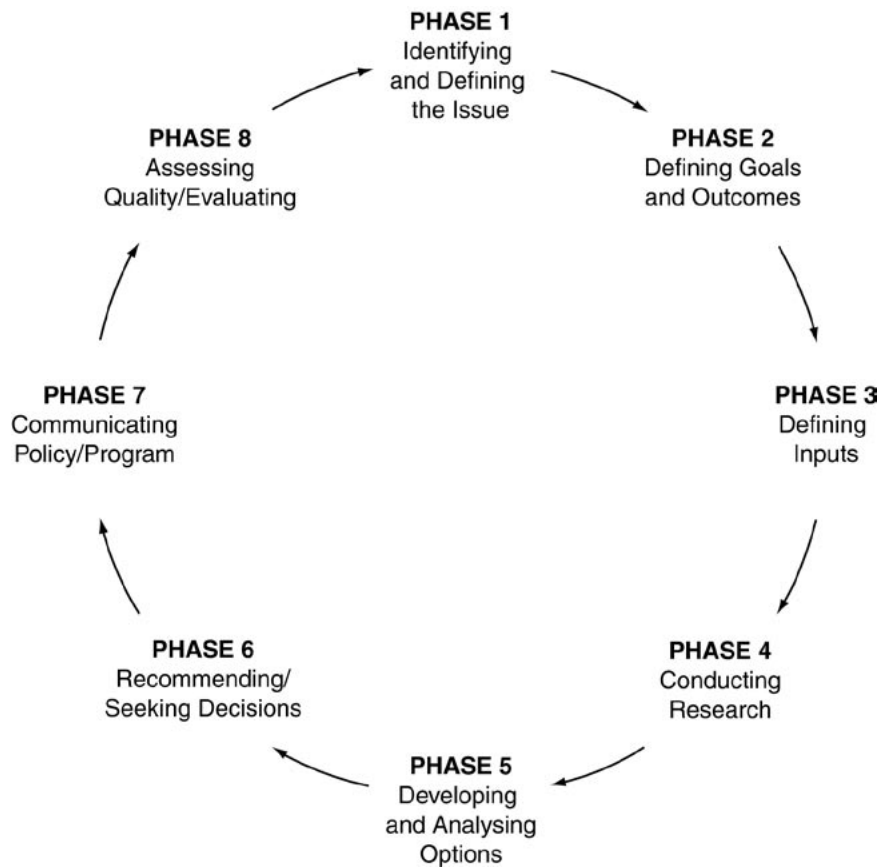 PHASE 1
Identifying
and Defining
the Issue
PHASE 2
Defining Goals
and Outcomes
PHASE 3
Defining
Inputs
PHASE 4
Conducting
Research
PHASE 5
Developing
and Analysing
Options
PHASE 6
Recommending/
Seeking Decisions
PHASE 7
Communicating
Policy/Program
PHASE 8
Assessing
Quality/Evaluating